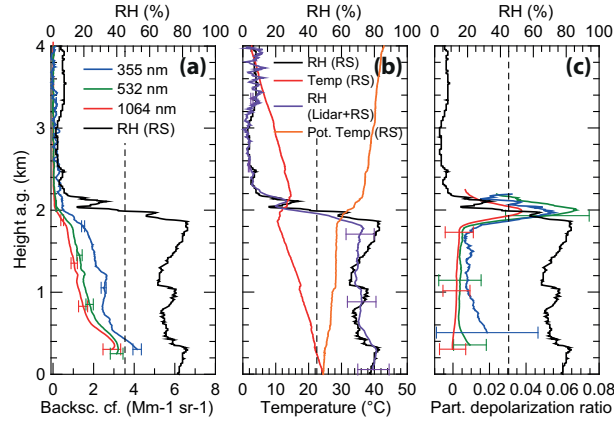 RH (%)
RH (%)
RH (%)
0 20 40 60 80 100
0 20 40 60 80 100
0 20 40 60 80 100
4
3
2
1
0
Height a.g. (km)
(a)
355 nm
532 nm
1064 nm
RH (RS)
(b)
RH (RS)
Temp (RS)
RH
(Lidar+RS)
Pot. Temp (RS)
(c)
0 2 4 6 8
Backsc. cf. (Mm-1 sr-1)
0 10 20 30 40 50
Temperature (°C)
0 0.02 0.04 0.06 0.08
Part. depolarization ratio